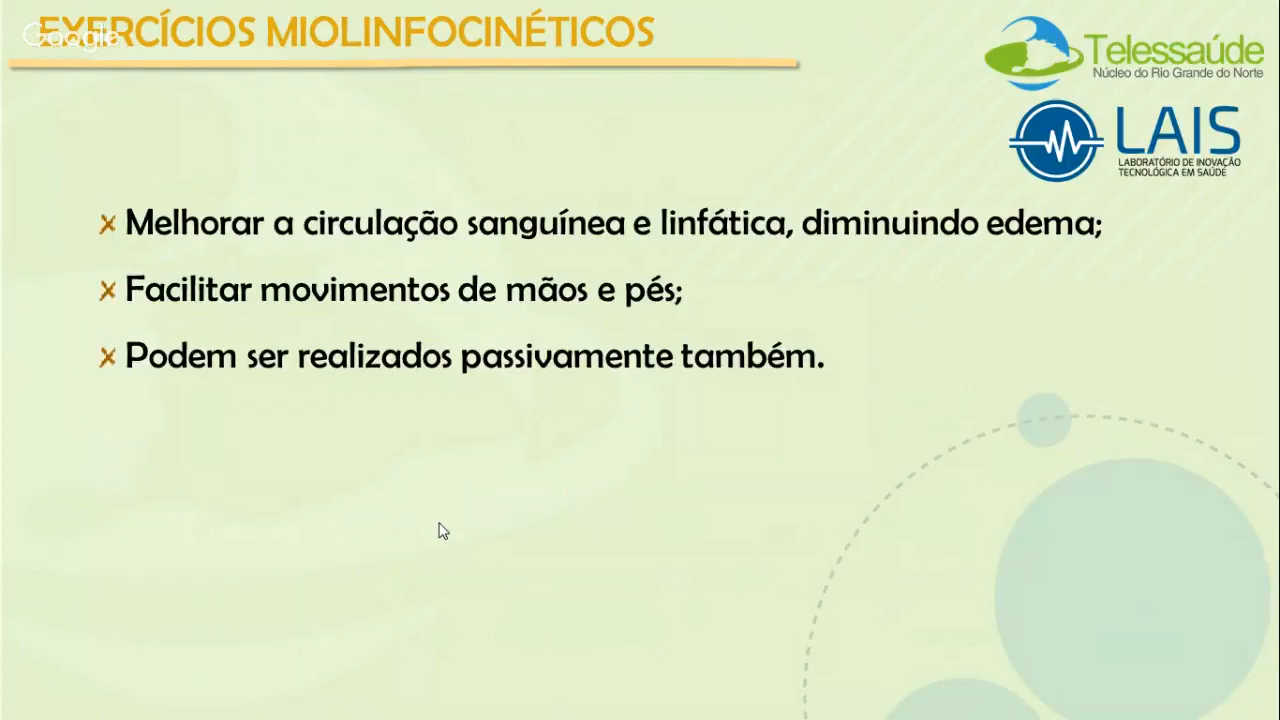 EXERCÍCIOS MIOLINFOCINÉTICOS
Google
Telessaúde
Núcleo do Rio Grande do Norte
LAIS
LABORATÓRIO DE INOVAÇÃO
TECNOLÓGICA EM SAÚDE
Melhorar a circulação sanguínea e linfática, diminuindo edema;
Facilitar movimentos de mãos e pés;
Podem ser realizados passivamente também.